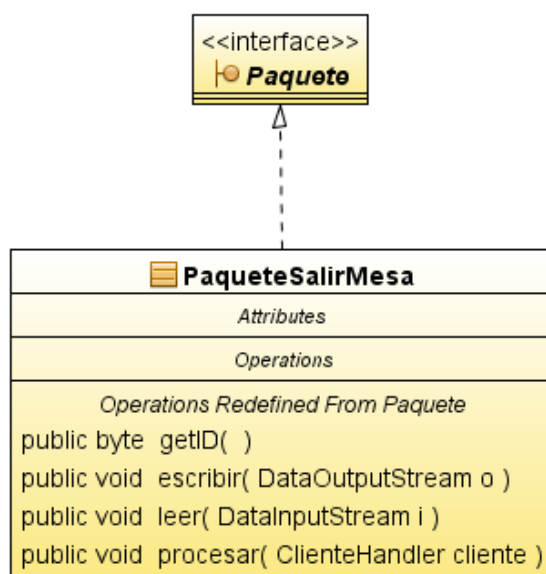 <<interface>>
Paquete
PaqueteSalirMesa
Attributes
Operations
Operations Redefined From Paquete
public byte getID( )
public void escribir( DataOutputStream o )
public void leer( DataInputStream i )
public void procesar( ClienteHandler cliente )